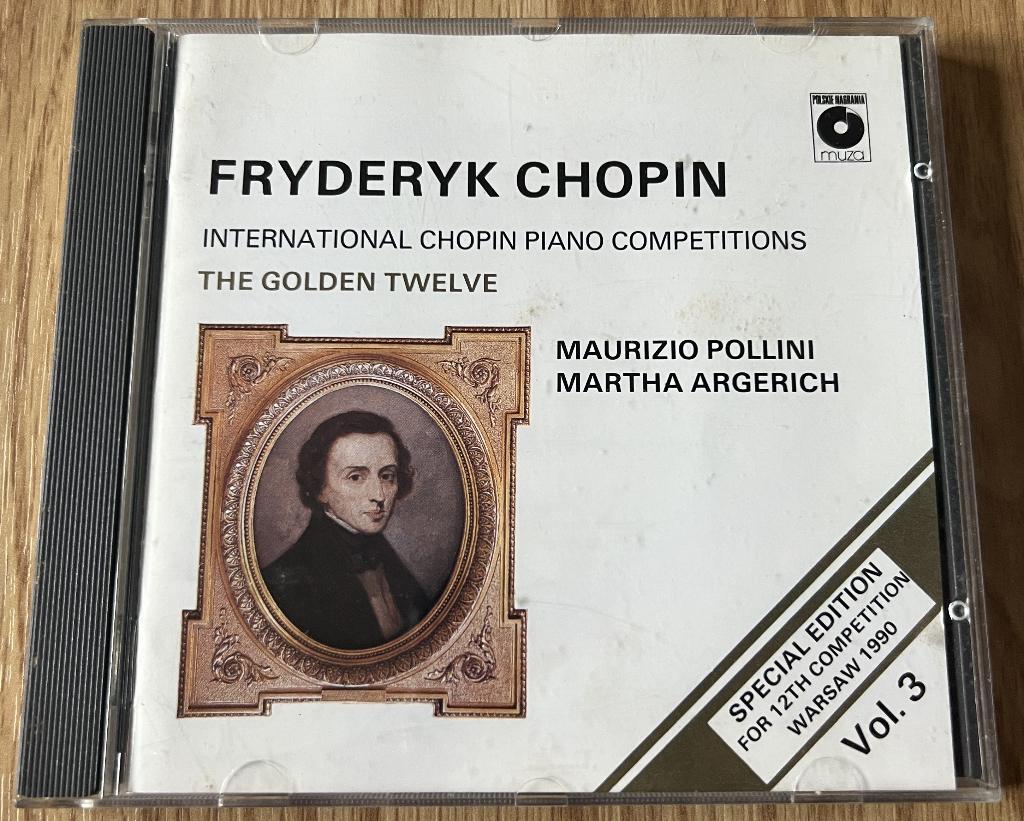 POLSKIE NAGRANIA
muza
FRYDERYK CHOPIN
INTERNATIONAL CHOPIN PIANO COMPETITIONS
THE GOLDEN TWELVE
MAURIZIO POLLINI
MARTHA ARGERICH
SPECIAL EDITION
FOR 12TH COMPETITION
WARSAW 1990
Vol. 3